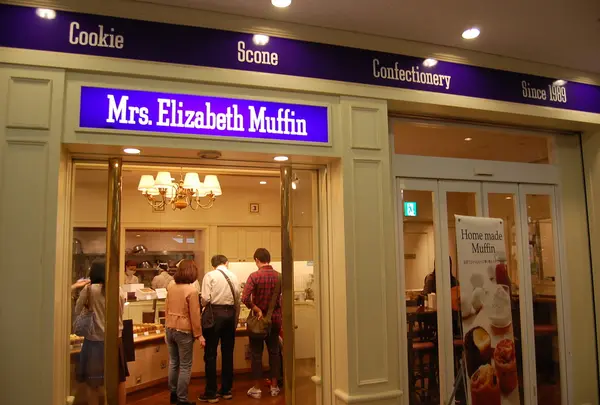 Cookie
Scone
Confectionery
Since 1989
Mrs. Elizabeth Muffin
Home made
Muffin